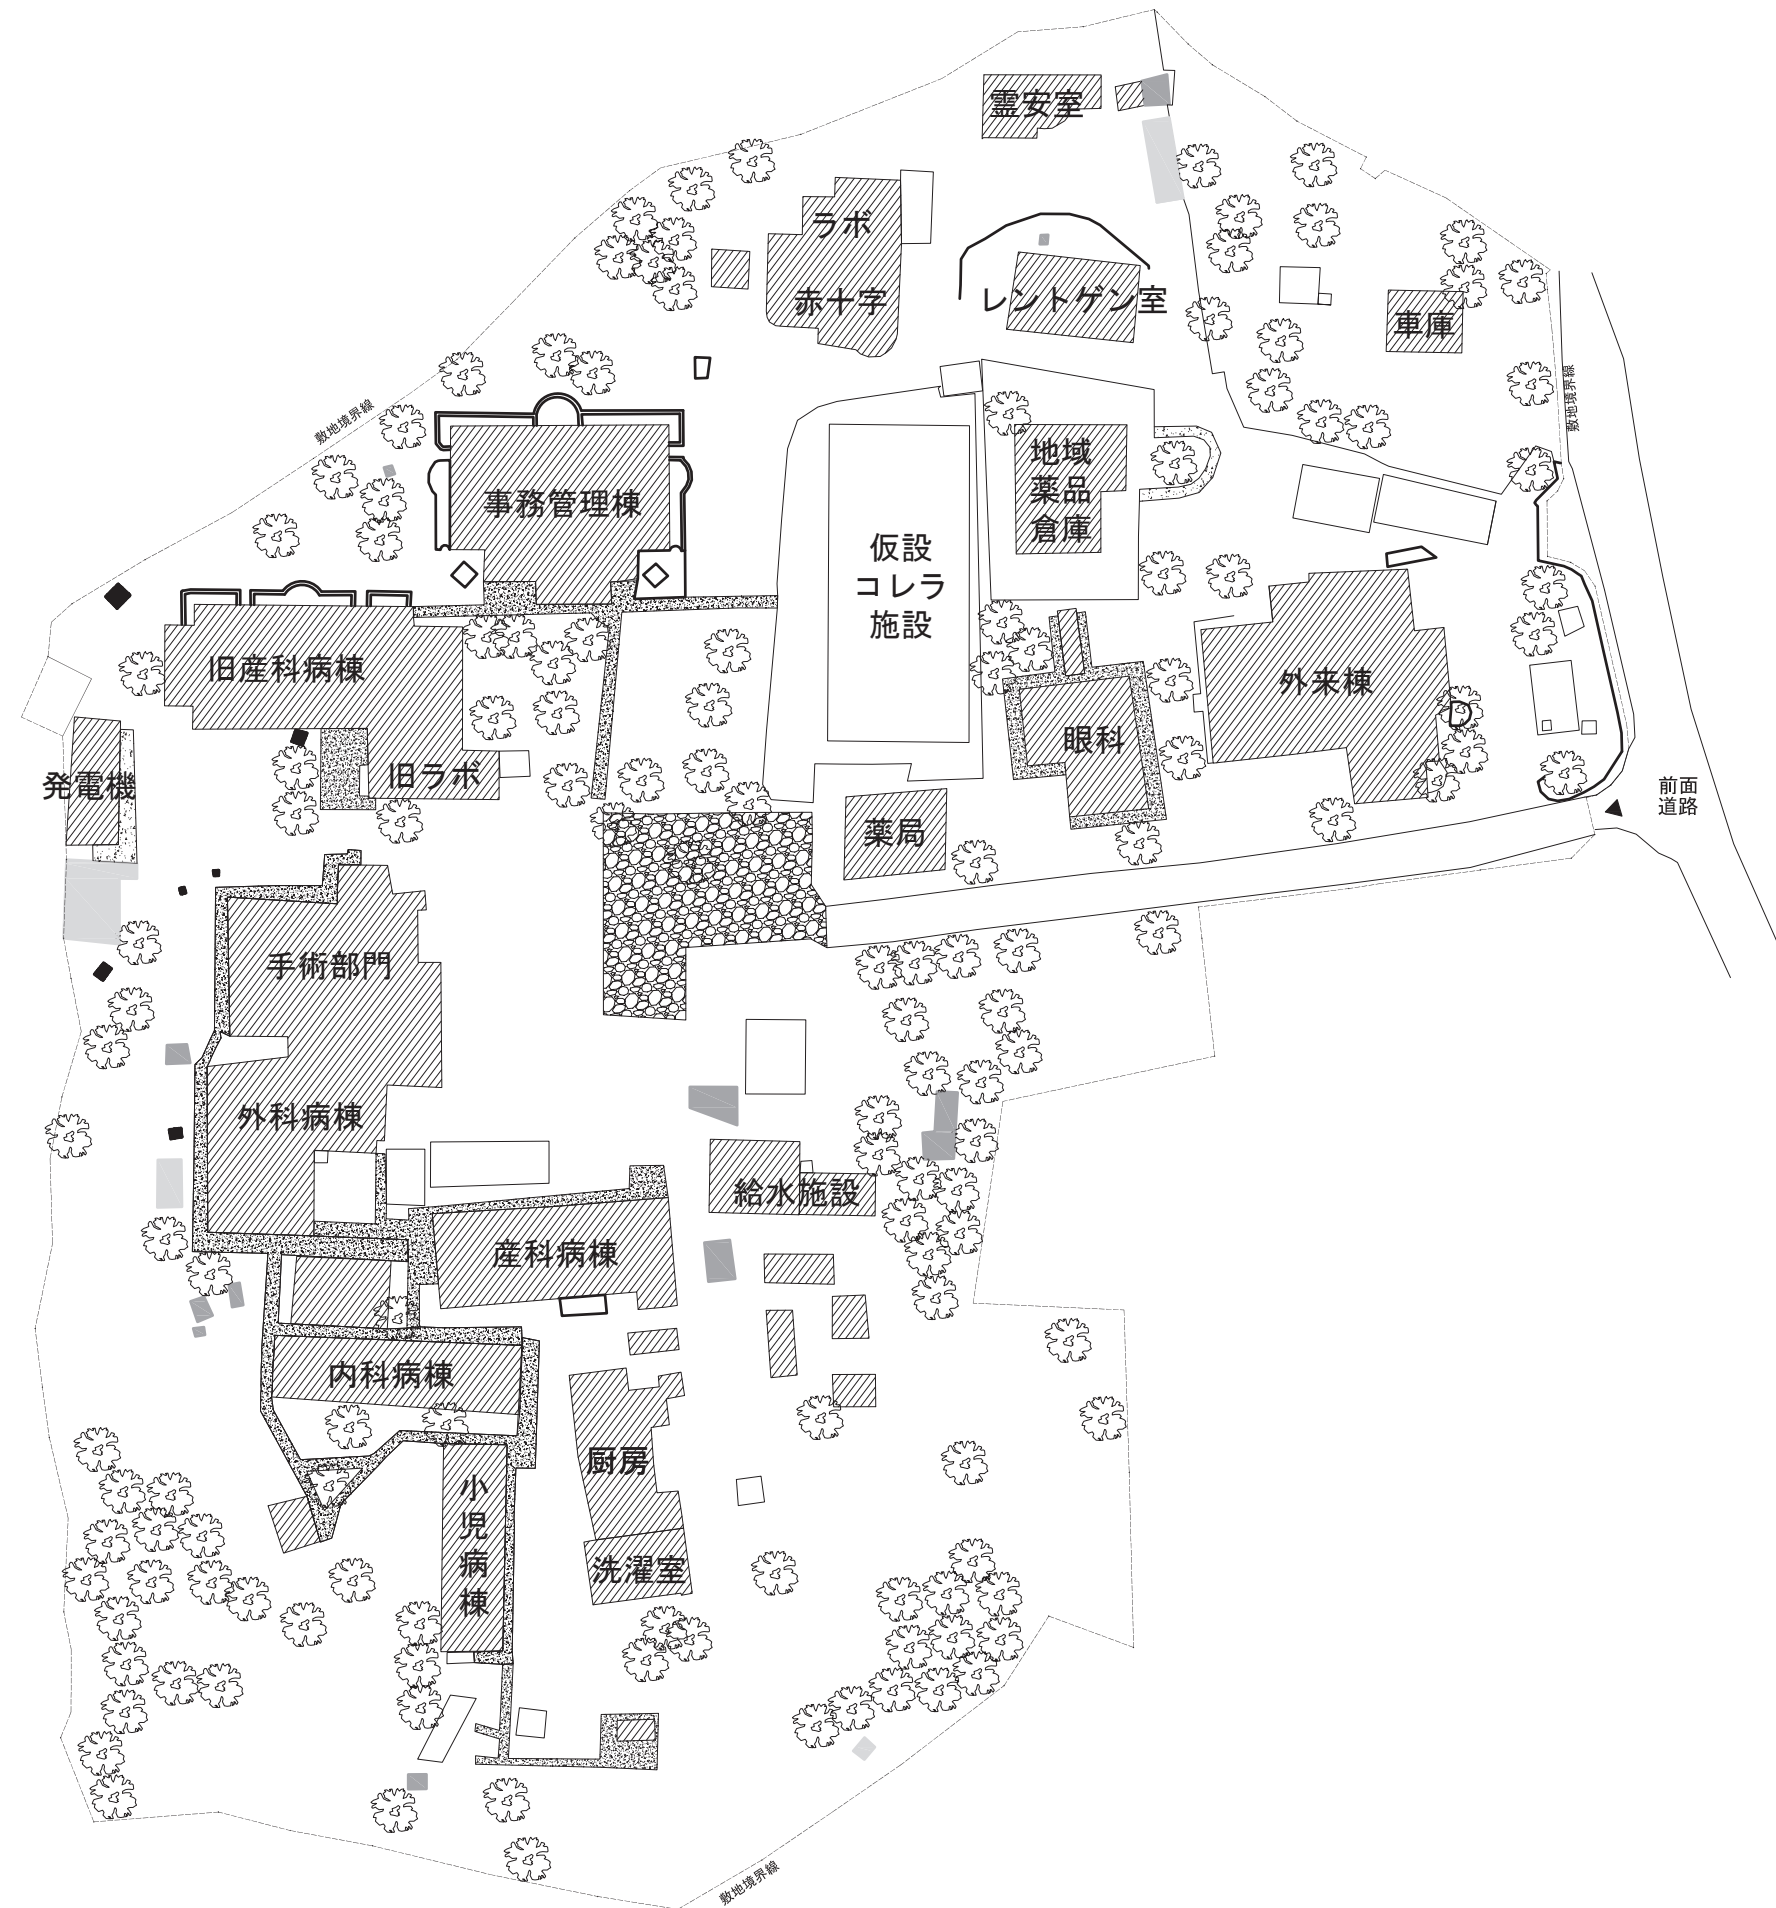 霊安室
ラボ
赤十字
レントゲン室
車庫
敷地境界線
敷地境界線
事務管理棟
地域
薬品
倉庫
仮設
コレラ
施設
旧産科病棟
外来棟
眼科
発電機
旧ラボ
前面
道路
薬局
手術部門
外科病棟
給水施設
産科病棟
内科病棟
厨房
小
児
病
棟
洗濯室
敷地境界線